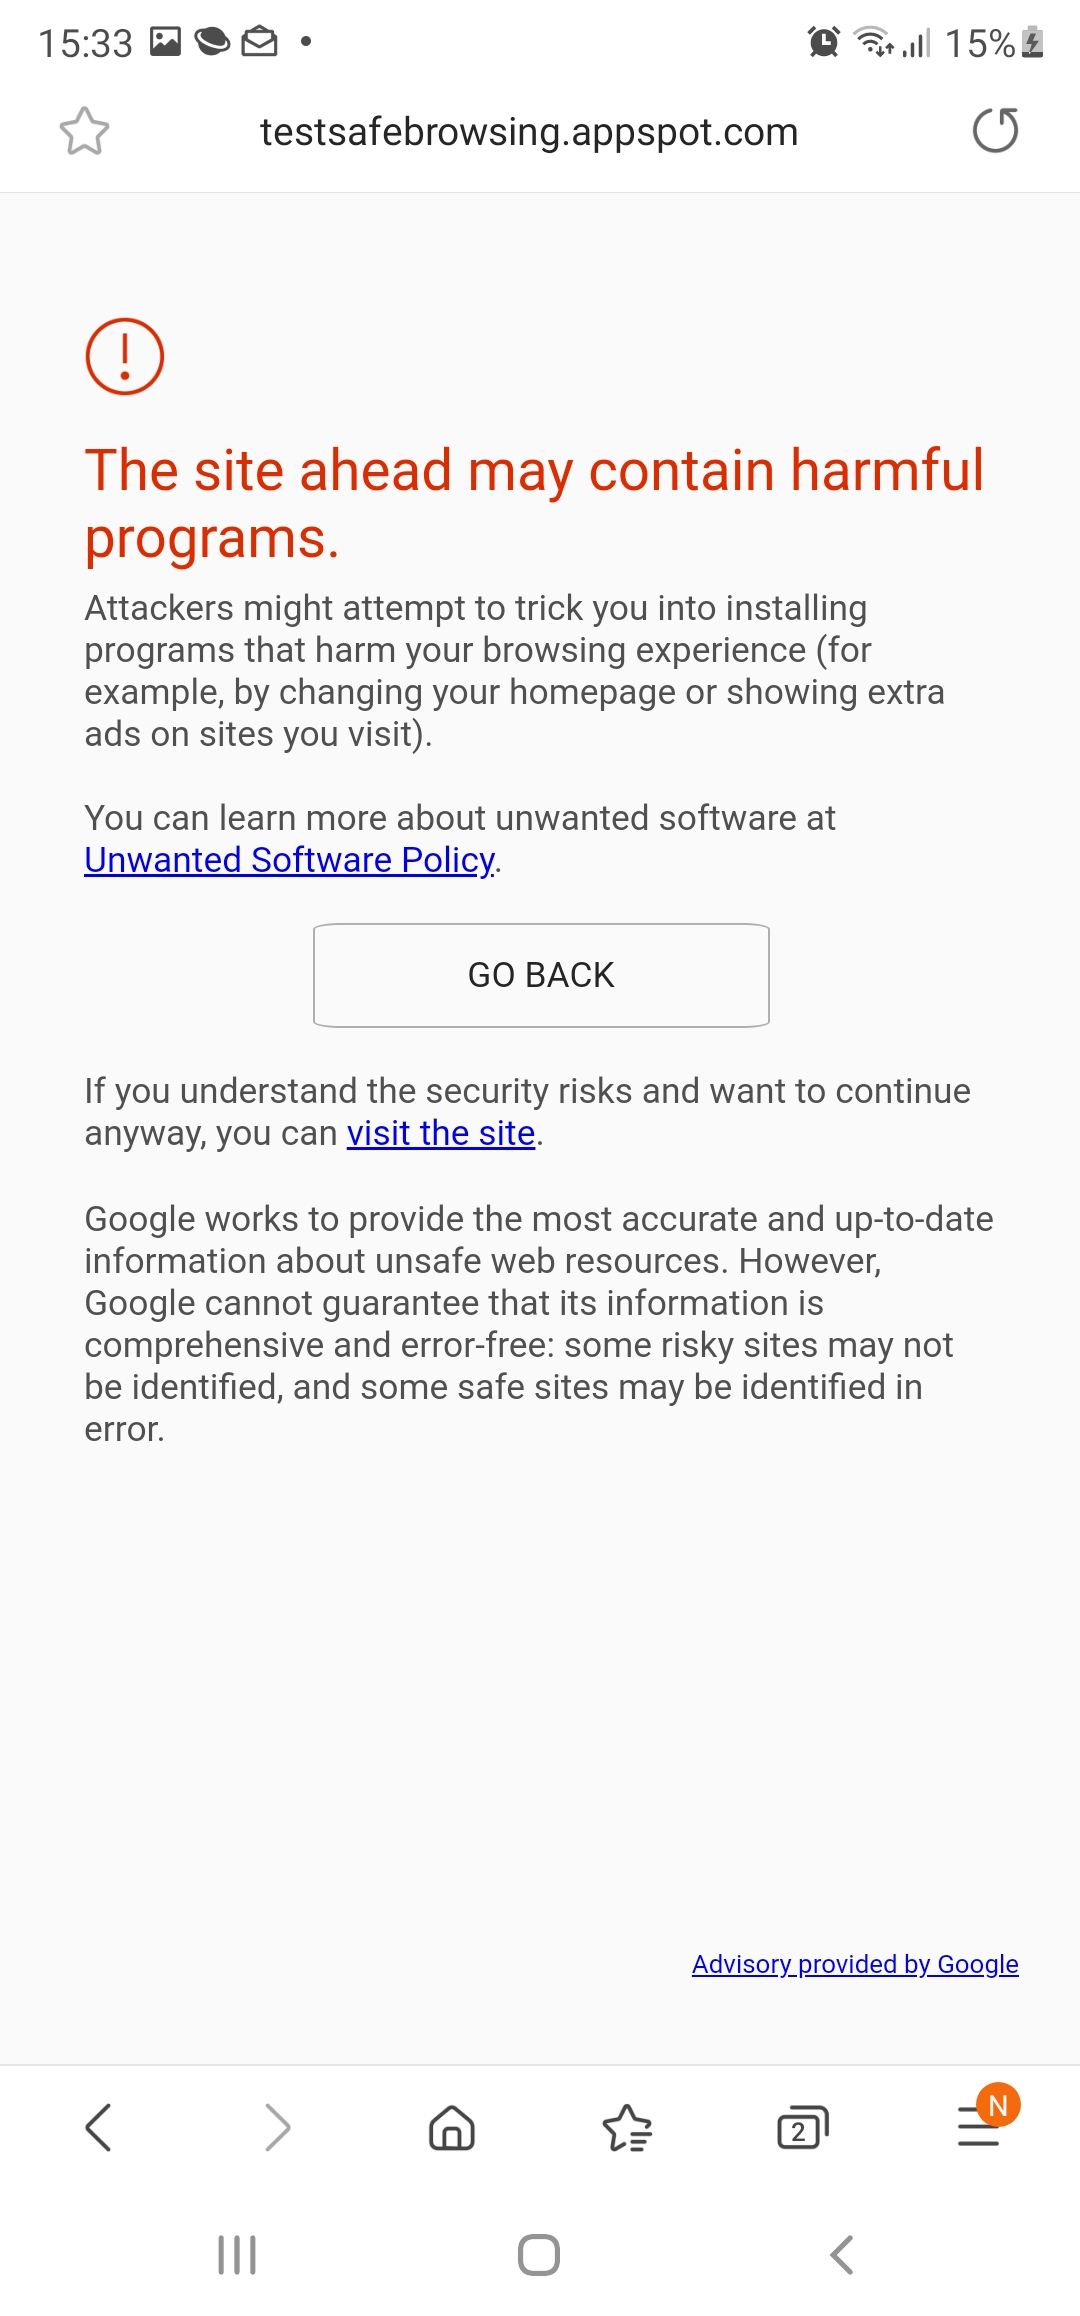 15:33
15%
testsafebrowsing.appspot.com
The site ahead may contain harmful
programs.
Attackers might attempt to trick you into installing
programs that harm your browsing experience (for
example, by changing your homepage or showing extra
ads on sites you visit).
You can learn more about unwanted software at
Unwanted Software Policy.
GO BACK
If you understand the security risks and want to continue
anyway, you can visit the site.
Google works to provide the most accurate and up-to-date
information about unsafe web resources. However,
Google cannot guarantee that its information is
comprehensive and error-free: some risky sites may not
be identified, and some safe sites may be identified in
error.
Advisory provided by Google
2
N